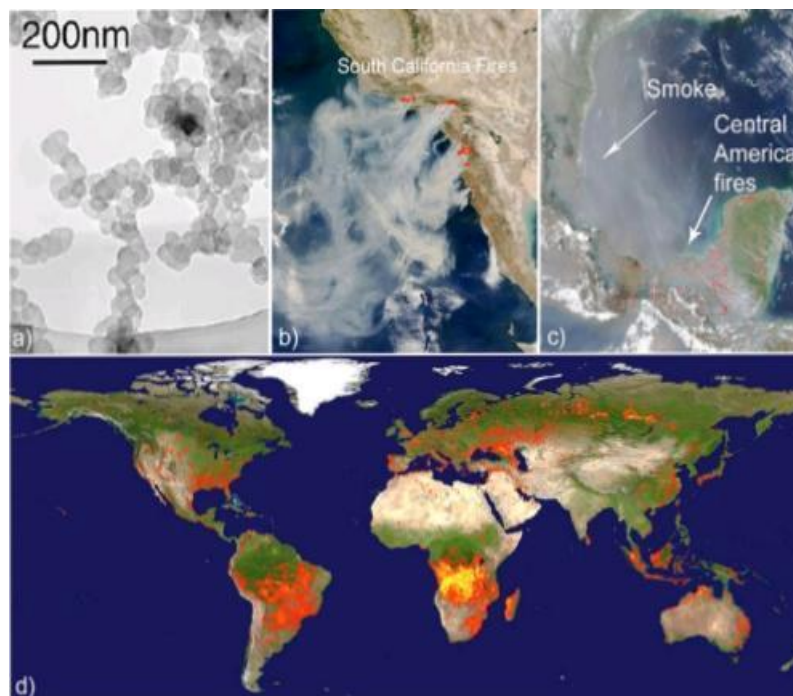 200nm
a)
South California Fires
b)
Smoke
Central
America
fires
c)
d)